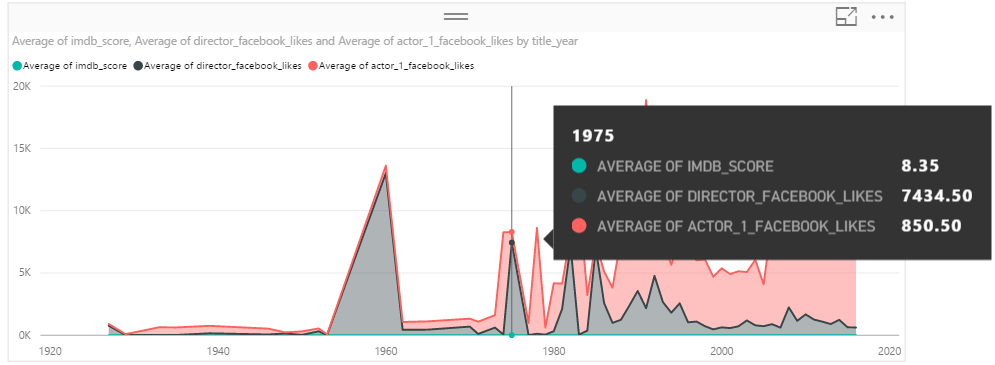 Average of imdb_score, Average of director_facebook_likes and Average of actor_1_facebook_likes by title_year
Average of imdb_score Average of director_facebook_likes Average of actor_1_facebook_likes
20K
15K
10K
5K
0K
1920 1940 1960 1980 2000 2020
1975
AVERAGE OF IMDB_SCORE 8.35
AVERAGE OF DIRECTOR_FACEBOOK_LIKES 7434.50
AVERAGE OF ACTOR_1_FACEBOOK_LIKES 850.50